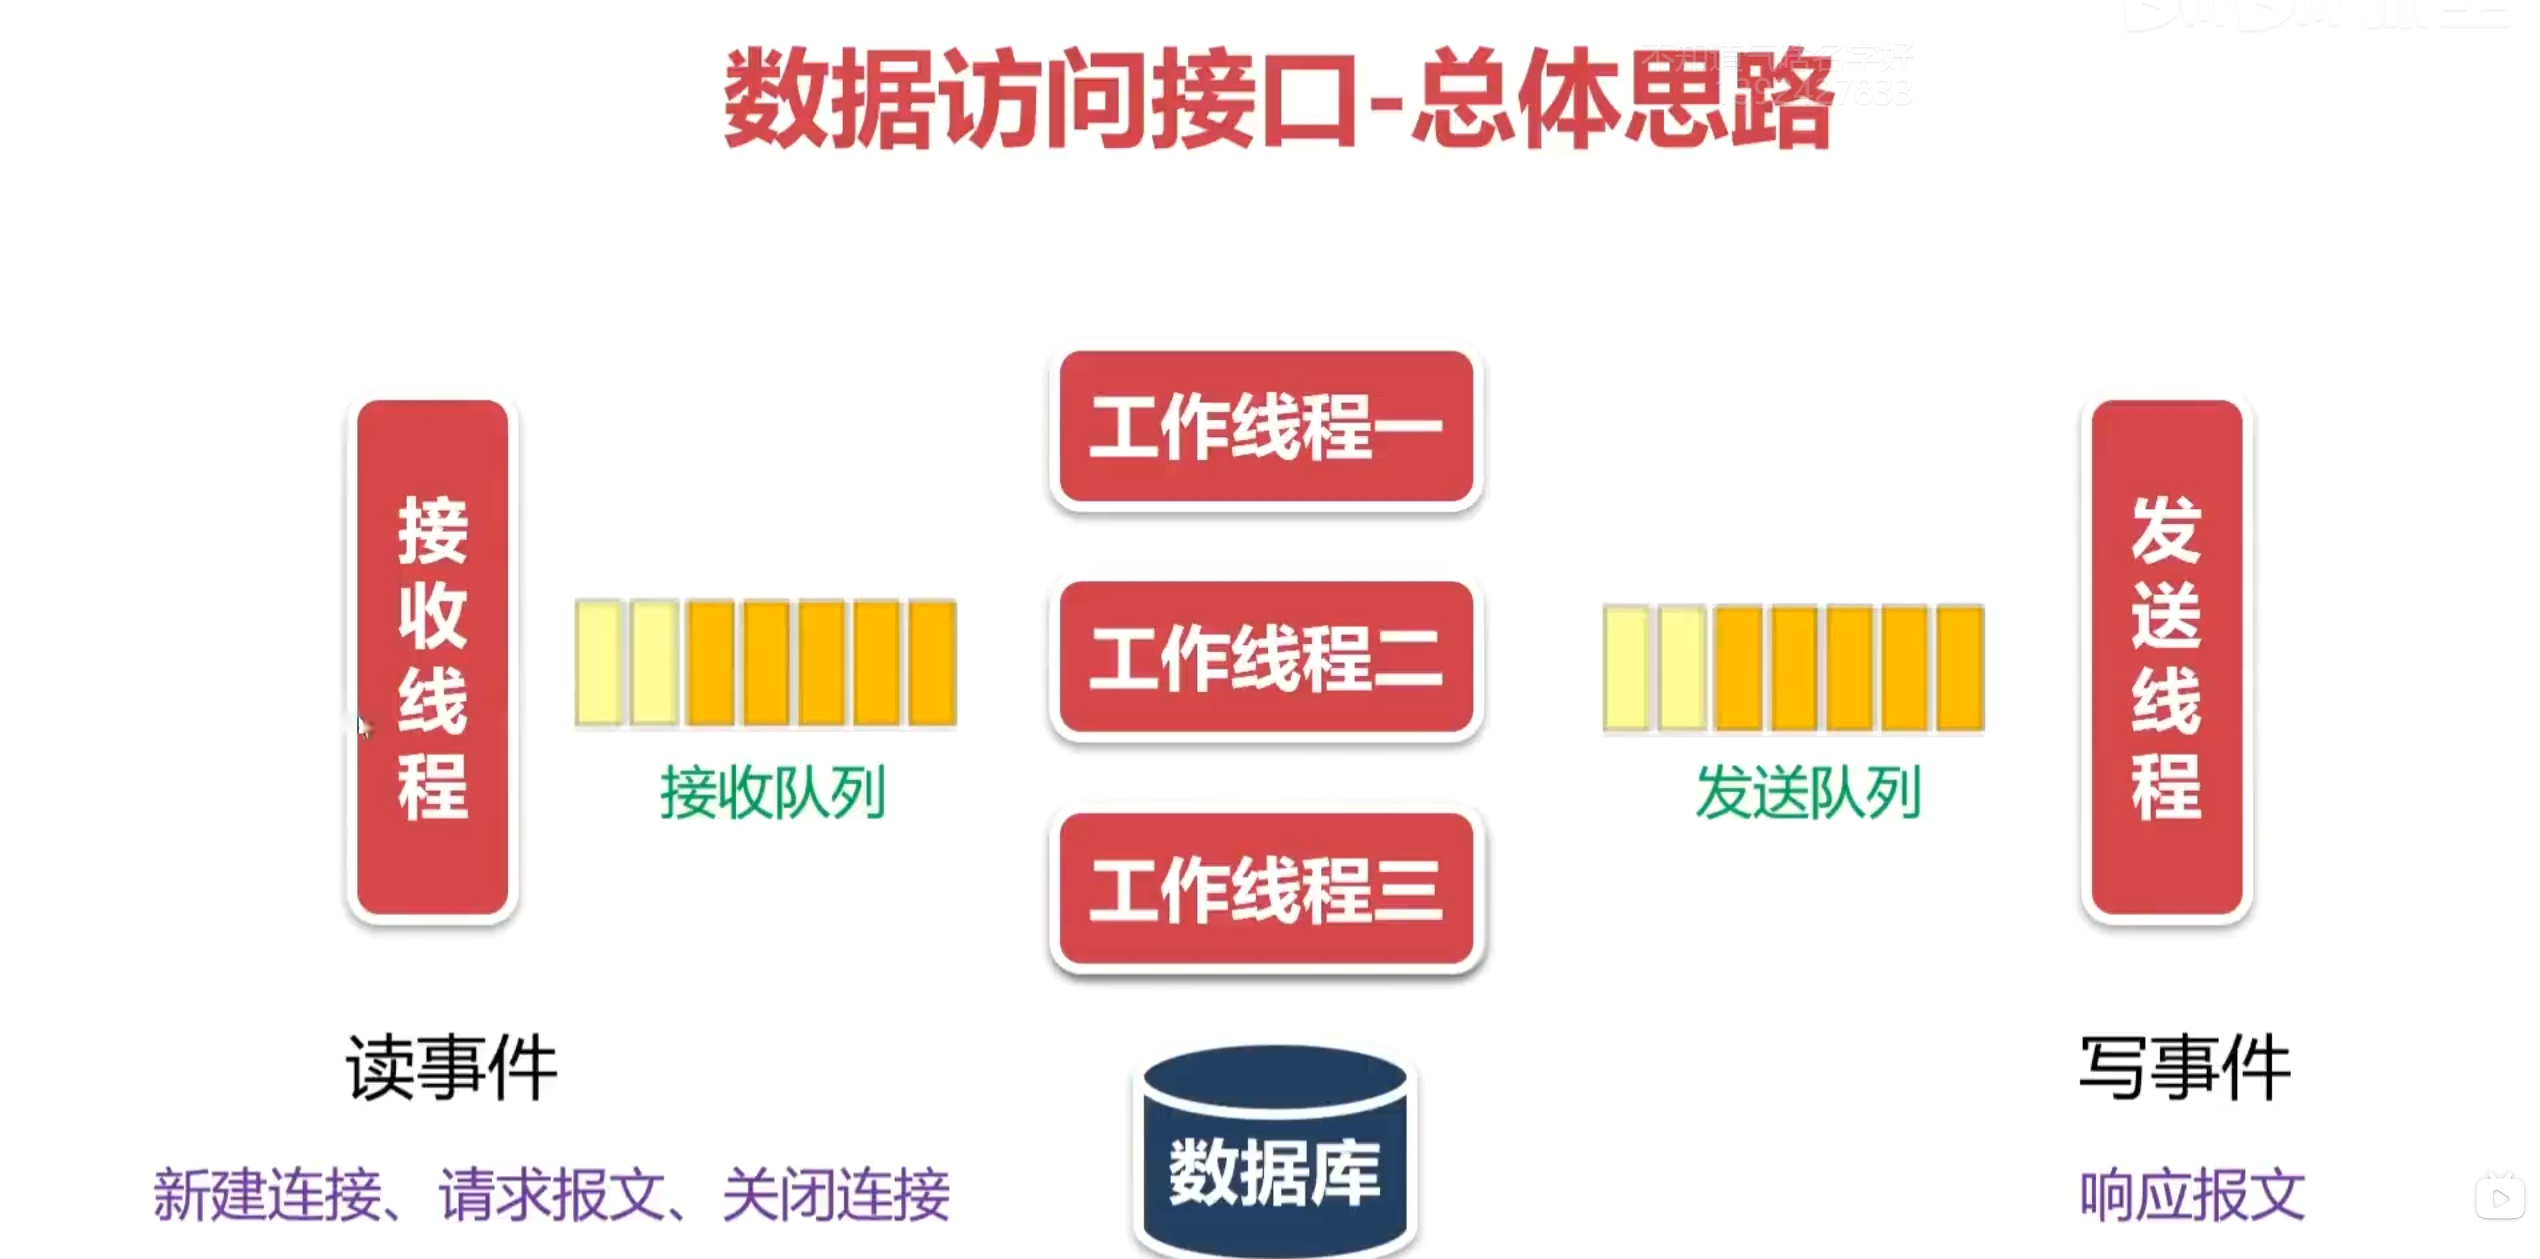 数据访问接口-总体思路
工作线程一
接收线程
工作线程二
发送线程
接收队列
发送队列
工作线程三
读事件
写事件
数据库
新建连接、请求报文、关闭连接
响应报文